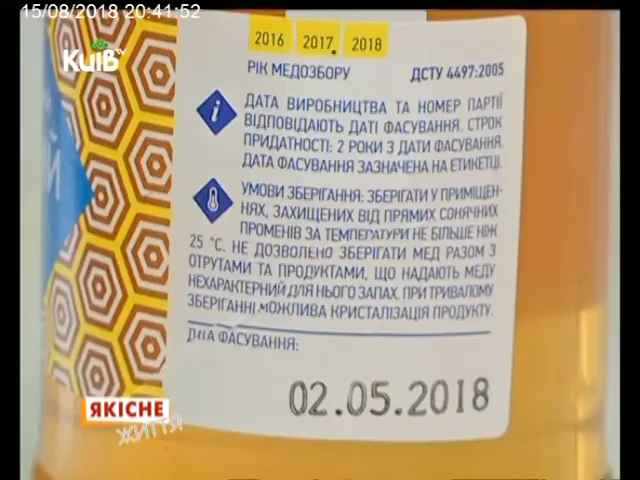 15/08/2018 20:41:52
КиїВ TV
2016 2017 2018
РІК МЕДОЗБОРУ ДСТУ 4497:2005
ДАТА ВИРОБНИЦТВА ТА НОМЕР ПАРТІЇ
ВІДПОВІДАЮТЬ ДАТІ ФАСУВАННЯ. СТРОК
ПРИДАТНОСТІ: 2 РОКИ З ДАТИ ФАСУВАННЯ.
ДАТА ФАСУВАННЯ ЗАЗНАЧЕНА НА ЕТИКЕТЦІ.
УМОВИ ЗБЕРІГАННЯ: ЗБЕРІГАТИ У ПРИМІЩЕН-
НЯХ, ЗАХИЩЕНИХ ВІД ПРЯМИХ СОНЯЧНИХ
ПРОМЕНІВ ЗА ТЕМПЕРАТУРИ НЕ БІЛЬШЕ НІЖ
25 °С. НЕ ДОЗВОЛЕНО ЗБЕРІГАТИ МЕД РАЗОМ З
ОТРУТАМИ ТА ПРОДУКТАМИ, ЩО НАДАЮТЬ МЕДУ
НЕХАРАКТЕРНИЙ ДЛЯ НЬОГО ЗАПАХ. ПРИ ТРИВАЛОМУ
ЗБЕРІГАННІ МОЖЛИВА КРИСТАЛІЗАЦІЯ ПРОДУКТУ.
ДАТА ФАСУВАННЯ:
02.05.2018
ЯКІСНЕ
ЖИТТЯ